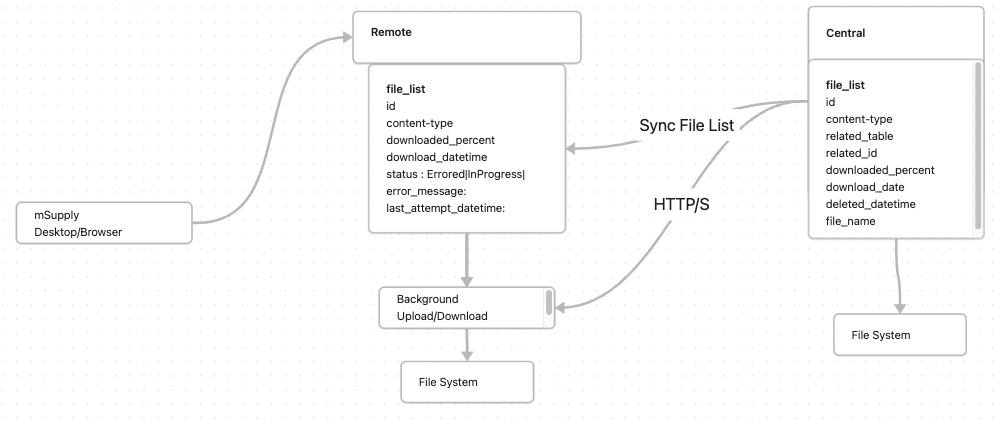 Remote
file_list
id
content-type
downloaded_percent
download_datetime
status : Errored|InProgress|
error_message:
last_attempt_datetime:
Central
file_list
id
content-type
related_table
related_id
downloaded_percent
download_date
deleted_datetime
file_name
Sync File List
HTTP/S
mSupply
Desktop/Browser
Background
Upload/Download
File System
File System